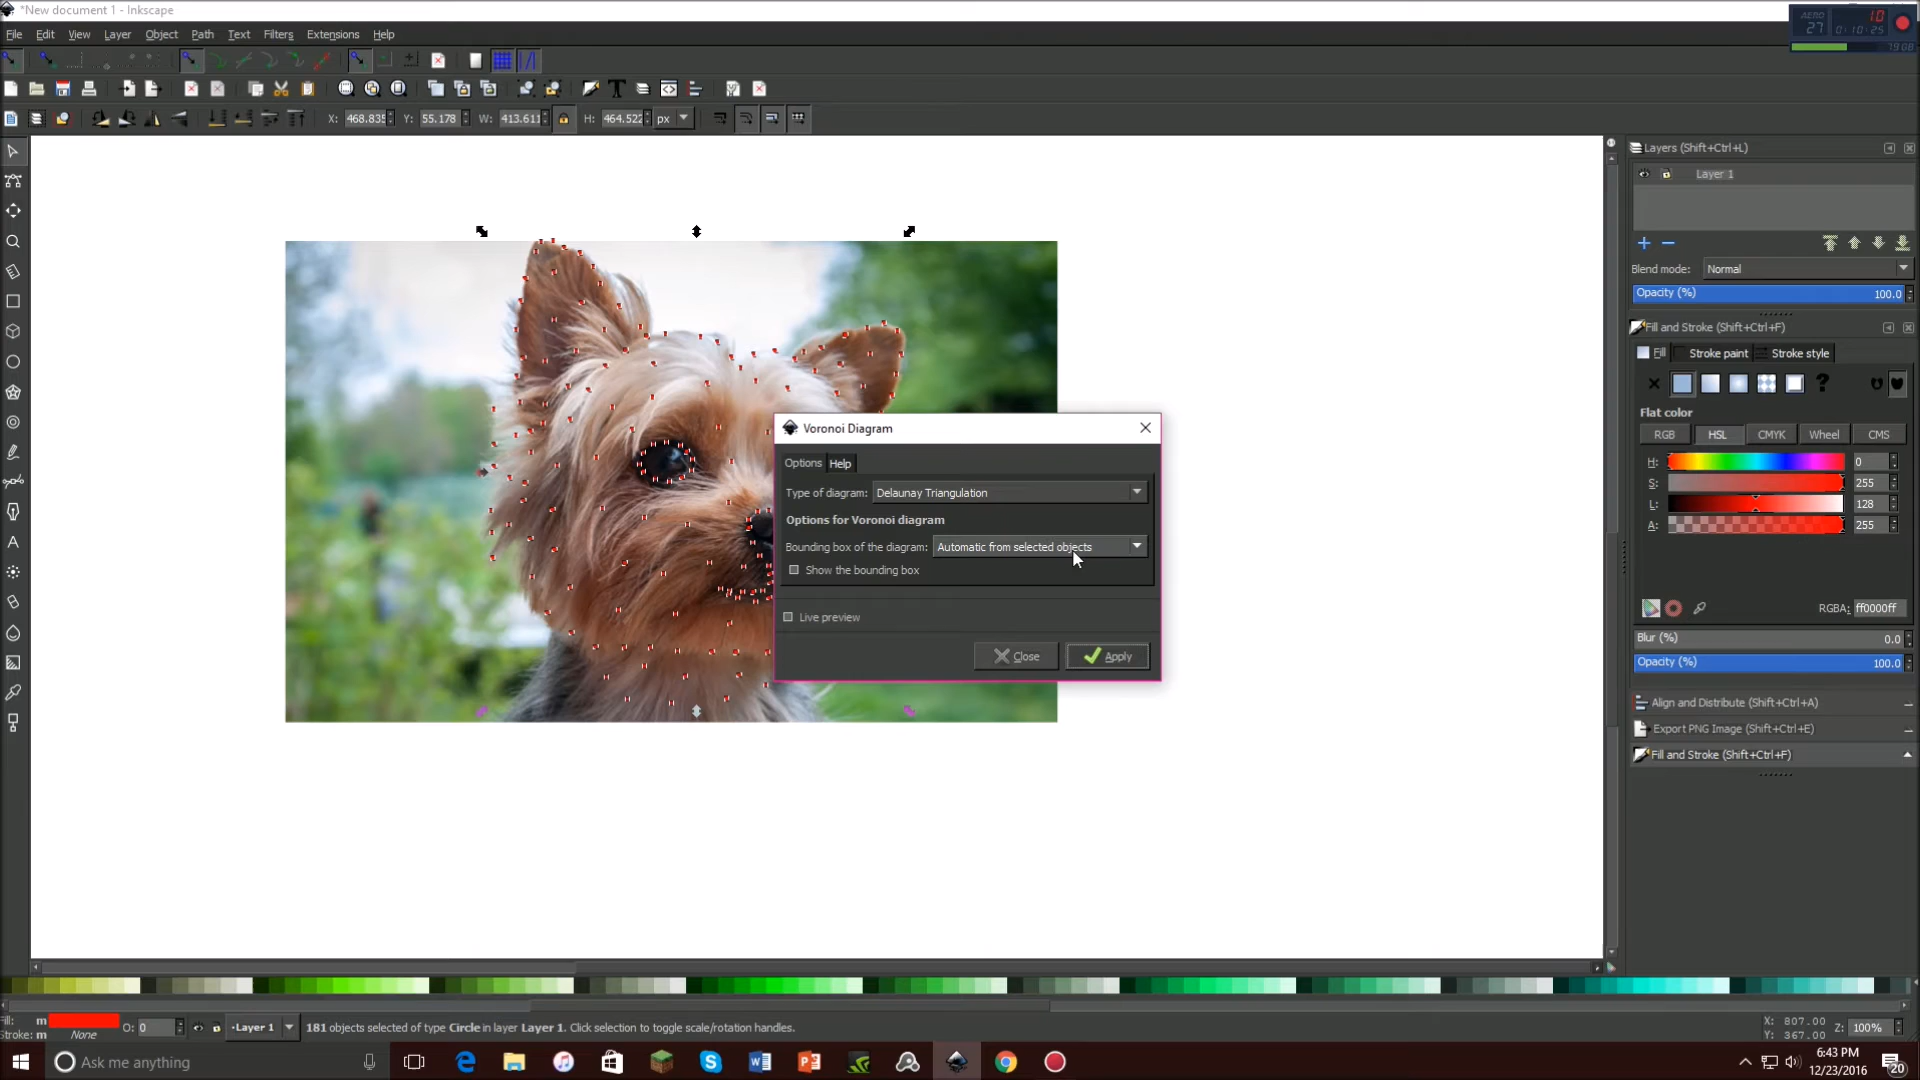 *New document 1 - Inkscape
File Edit View Layer Object Path Text Filters Extensions Help
X: 468.835 Y: 55.178 W: 413.611 H: 464.522 px
AERO 27 10 0:10:25
Layers (Shift+Ctrl+L)
Layer 1
Blend mode: Normal
Opacity (%) 100.0
Fill and Stroke (Shift+Ctrl+F)
Fill Stroke paint Stroke style
?
Flat color
RGB HSL CMYK Wheel CMS
H: 0
S: 255
L: 128
A: 255
RGBA: ff0000ff
Blur (%) 0.0
Opacity (%) 100.0
Align and Distribute (Shift+Ctrl+A)
Export PNG Image (Shift+Ctrl+E)
Fill and Stroke (Shift+Ctrl+F)
Voronoi Diagram
Options Help
Type of diagram: Delaunay Triangulation
Options for Voronoi diagram
Bounding box of the diagram: Automatic from selected objects
Show the bounding box
Live preview
Close Apply
Fill: m
Stroke: m None
O: 0
•Layer 1
181 objects selected of type Circle in layer Layer 1. Click selection to toggle scale/rotation handles.
X: 807.00
Y: 367.00
Z: 100%
Ask me anything
6:43 PM
12/23/2016
20